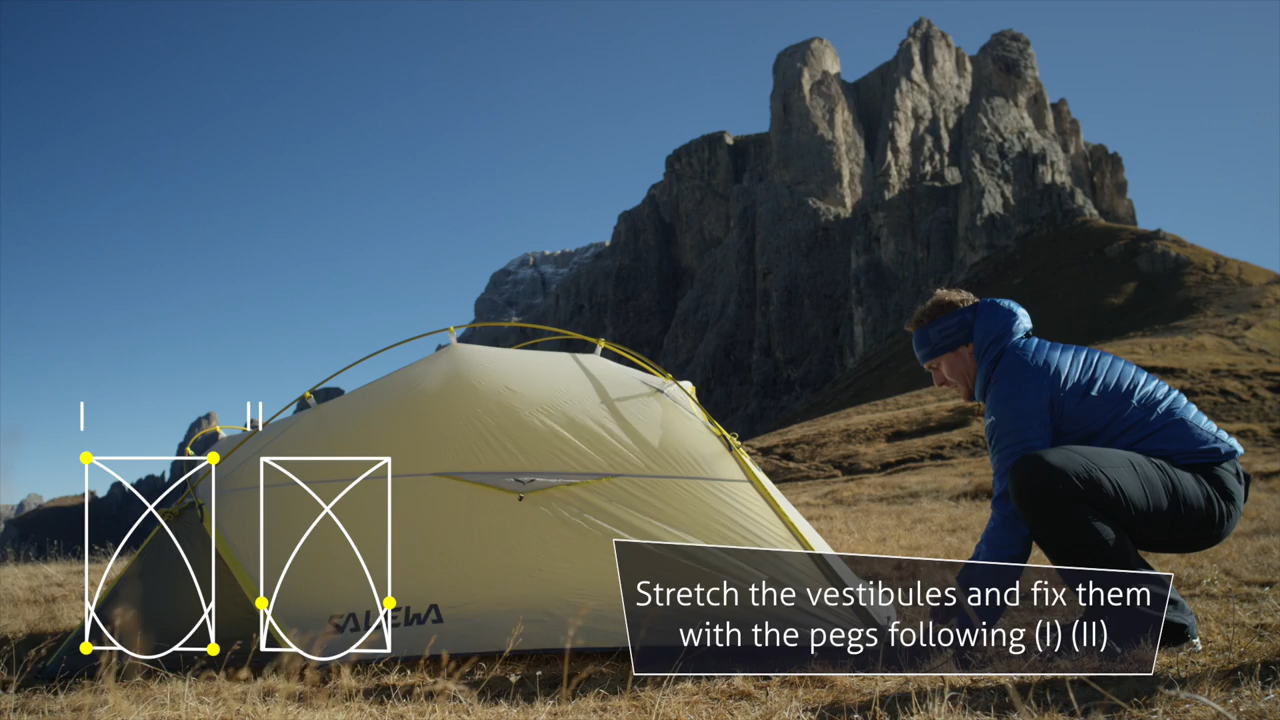 I
II
SALEWA
Stretch the vestibules and fix them
with the pegs following (I) (II)